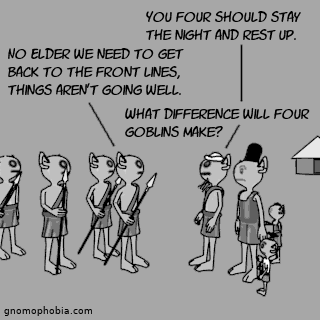 YOU FOUR SHOULD STAY
THE NIGHT AND REST UP.
NO ELDER WE NEED TO GET
BACK TO THE FRONT LINES,
THINGS AREN'T GOING WELL.
WHAT DIFFERENCE WILL FOUR
GOBLINS MAKE?
gnomophobia.com